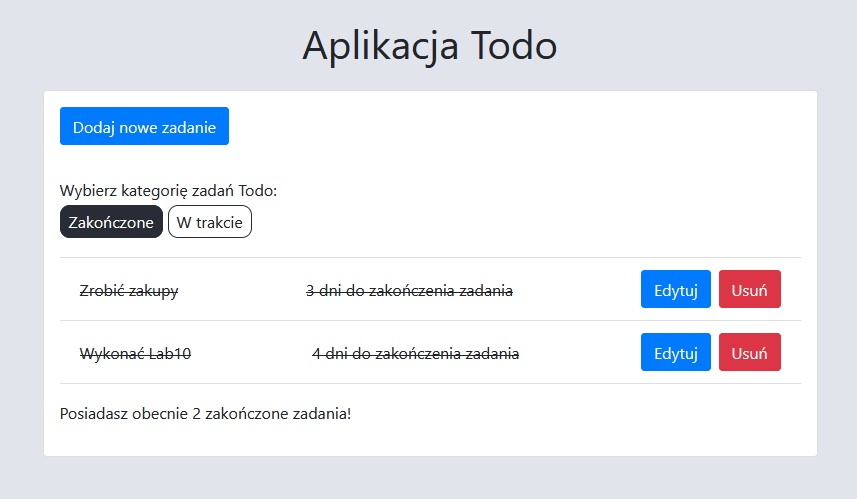 Aplikacja Todo
Dodaj nowe zadanie
Wybierz kategorię zadań Todo:
Zakończone W trakcie
Zrobić zakupy 3 dni do zakończenia zadania Edytuj Usuń
Wykonać Lab10 4 dni do zakończenia zadania Edytuj Usuń
Posiadasz obecnie 2 zakończone zadania!